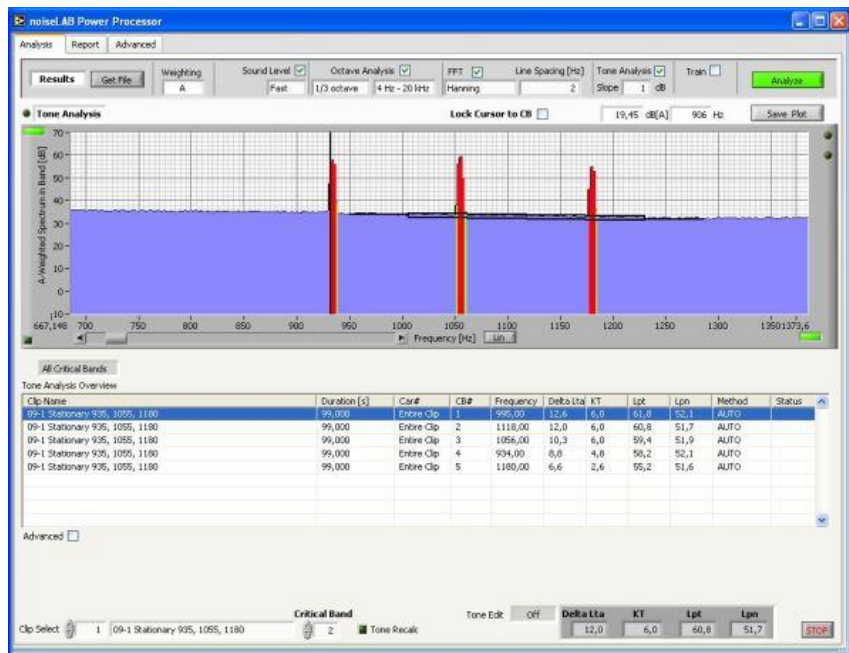 noiseLAB Power Processor
Analysis Report Advanced
Results Get File Weighting A Sound Level Fast Octave Analysis 1/3 octave 4 Hz - 20 kHz FFT Hanning Line Spacing [Hz] 2 Tone Analysis Slope 1 dB Train Analyze
Tone Analysis Lock Cursor to CB 19,45 dB[A] 906 Hz Save Plot
A-Weighted Spectrum in Band [dB]
70
60
50
40
30
20
10
0
-10
667,148 700 750 800 850 900 950 1000 1050 1100 1150 1200 1250 1300 1350 1373,6
Frequency [Hz] Lin
All Critical Bands
Tone Analysis Overview
Clip Name Duration [s] Car# CB# Frequency Delta Lta KT Lpt Lpn Method Status
09-1 Stationary 935, 1055, 1180 99,000 Entire Clip 1 995,00 12,6 6,0 61,8 52,1 AUTO
09-1 Stationary 935, 1055, 1180 99,000 Entire Clip 2 1118,00 12,0 6,0 60,8 51,7 AUTO
09-1 Stationary 935, 1055, 1180 99,000 Entire Clip 3 1056,00 10,3 6,0 59,4 51,9 AUTO
09-1 Stationary 935, 1055, 1180 99,000 Entire Clip 4 934,00 8,8 4,8 58,2 52,1 AUTO
09-1 Stationary 935, 1055, 1180 99,000 Entire Clip 5 1180,00 6,6 2,6 55,2 51,6 AUTO
Advanced
Critical Band Tone Edit Off Delta Lta KT Lpt Lpn
Clip Select 1 09-1 Stationary 935, 1055, 1180 2 Tone Recalc 12,0 6,0 60,8 51,7 STOP